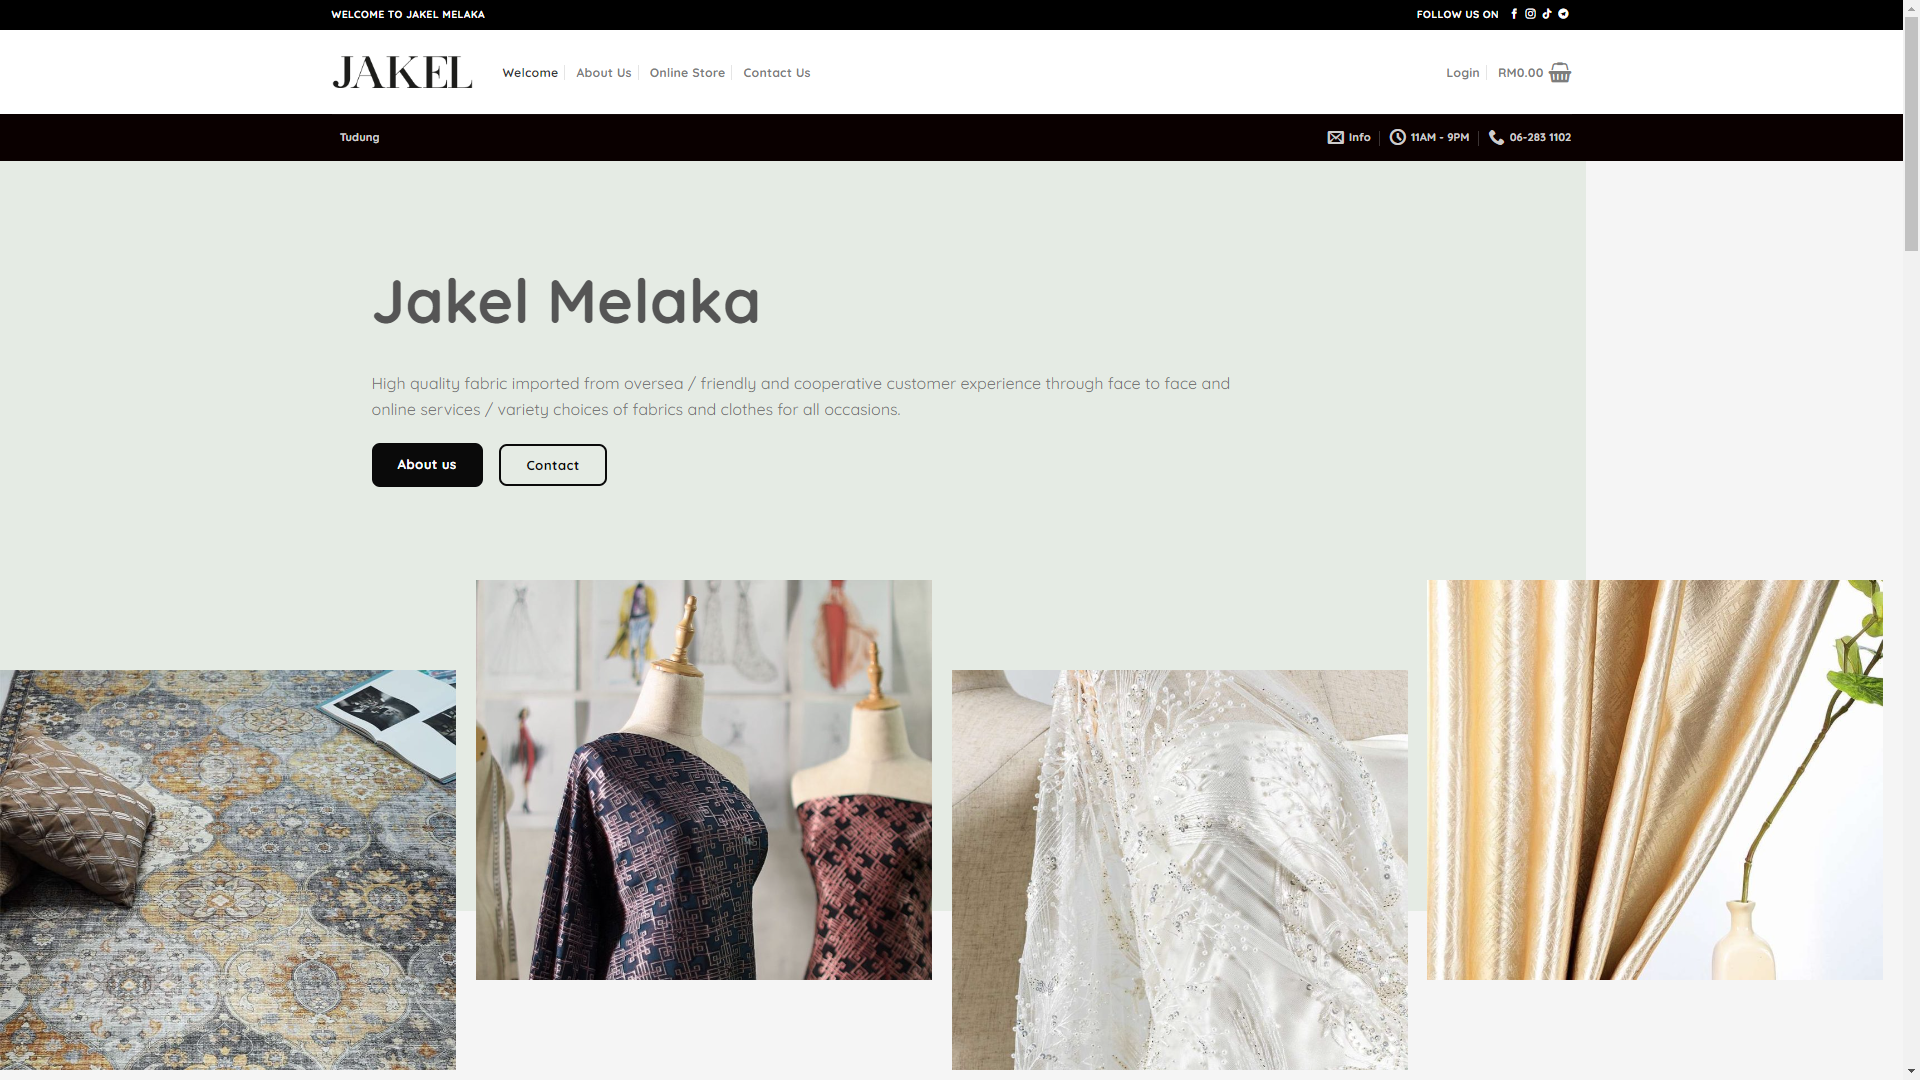 WELCOME TO JAKEL MELAKA
FOLLOW US ON
JAKEL
Welcome
About Us
Online Store
Contact Us
Login
RM0.00
Tudung
Info
11AM - 9PM
06-283 1102
Jakel Melaka
High quality fabric imported from oversea / friendly and cooperative customer experience through face to face and
online services / variety choices of fabrics and clothes for all occasions.
About us
Contact